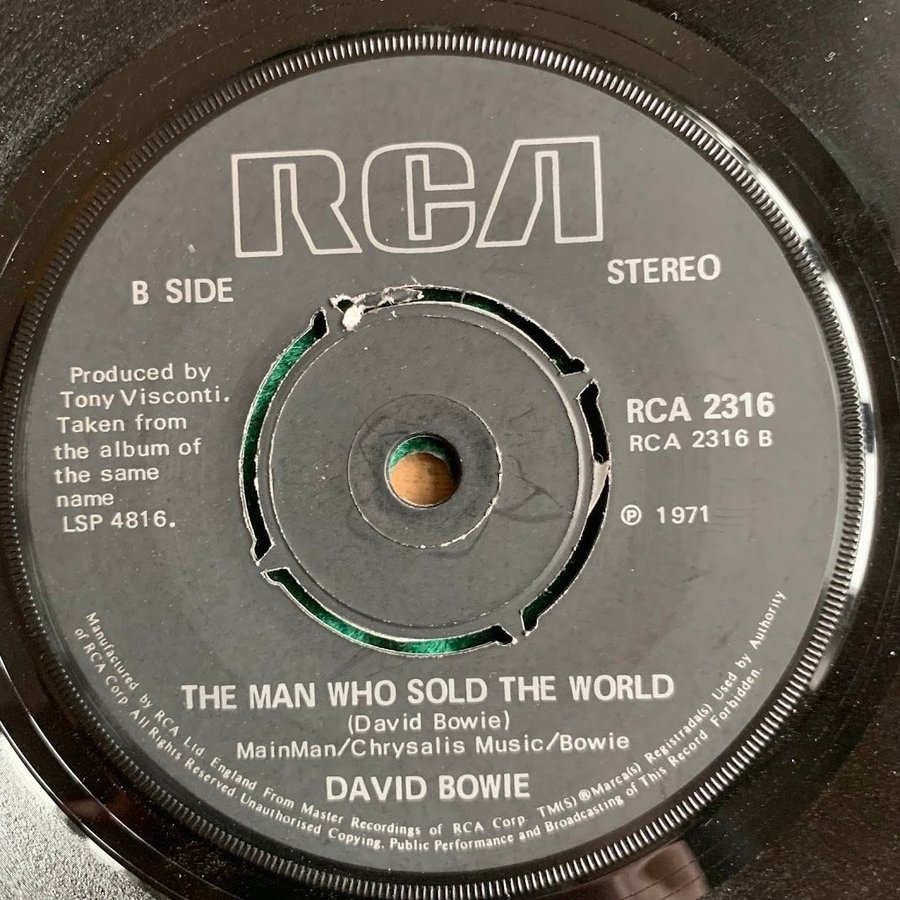 RCA
B SIDE
STEREO
Produced by
Tony Visconti.
Taken from
the album of
the same
name
LSP 4816.
RCA 2316
RCA 2316 B
℗ 1971
THE MAN WHO SOLD THE WORLD
(David Bowie)
MainMan/Chrysalis Music/Bowie
DAVID BOWIE
Manufactured by RCA Ltd England From Master Recordings of RCA Corp TM(S) ® Marca(s) Registrada(s) Used by Authority
of RCA Corp All Rights Reserved Unauthorised Copying, Public Performance and Broadcasting of This Record Forbidden.